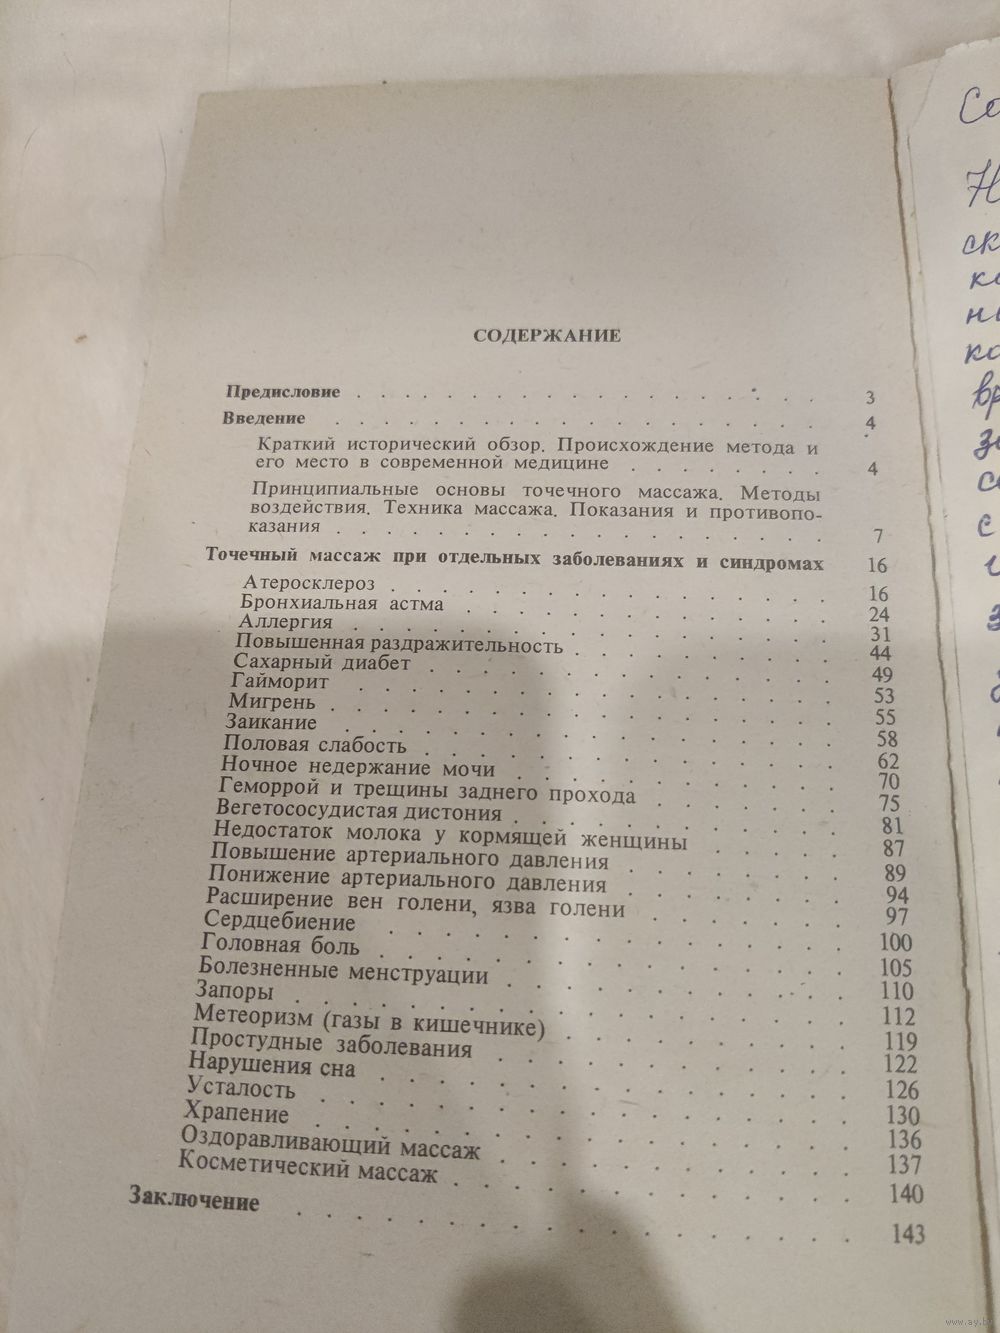 СОДЕРЖАНИЕ
Предисловие . . . . . . . . . . . . . . . . . 3
Введение . . . . . . . . . . . . . . . . . 4
Краткий исторический обзор. Происхождение метода и
его место в современной медицине . . . . . . . . 4
Принципиальные основы точечного массажа. Методы
воздействия. Техника массажа. Показания и противопо-
казания . . . . . . . . . . . . . . . . . 7
Точечный массаж при отдельных заболеваниях и синдромах 16
Атеросклероз . . . . . . . . . . . . . . . 16
Бронхиальная астма . . . . . . . . . . . . . 24
Аллергия . . . . . . . . . . . . . . . . 31
Повышенная раздражительность . . . . . . . . . 44
Сахарный диабет . . . . . . . . . . . . . . 49
Гайморит . . . . . . . . . . . . . . . . 53
Мигрень . . . . . . . . . . . . . . . . . 55
Заикание . . . . . . . . . . . . . . . . 58
Половая слабость . . . . . . . . . . . . . . 62
Ночное недержание мочи . . . . . . . . . . . 70
Геморрой и трещины заднего прохода . . . . . . 75
Вегетососудистая дистония . . . . . . . . . . . 81
Недостаток молока у кормящей женщины . . . . . 87
Повышение артериального давления . . . . . . . 89
Понижение артериального давления . . . . . . . 94
Расширение вен голени, язва голени . . . . . . 97
Сердцебиение . . . . . . . . . . . . . . . 100
Головная боль . . . . . . . . . . . . . . . 105
Болезненные менструации . . . . . . . . . . . 110
Запоры . . . . . . . . . . . . . . . . . 112
Метеоризм (газы в кишечнике) . . . . . . . . . 119
Простудные заболевания . . . . . . . . . . . 122
Нарушения сна . . . . . . . . . . . . . . . 126
Усталость . . . . . . . . . . . . . . . . 130
Храпение . . . . . . . . . . . . . . . . 136
Оздоравливающий массаж . . . . . . . . . . . 137
Косметический массаж . . . . . . . . . . . . 140
Заключение . . . . . . . . . . . . . . . . 143
www.ay.by